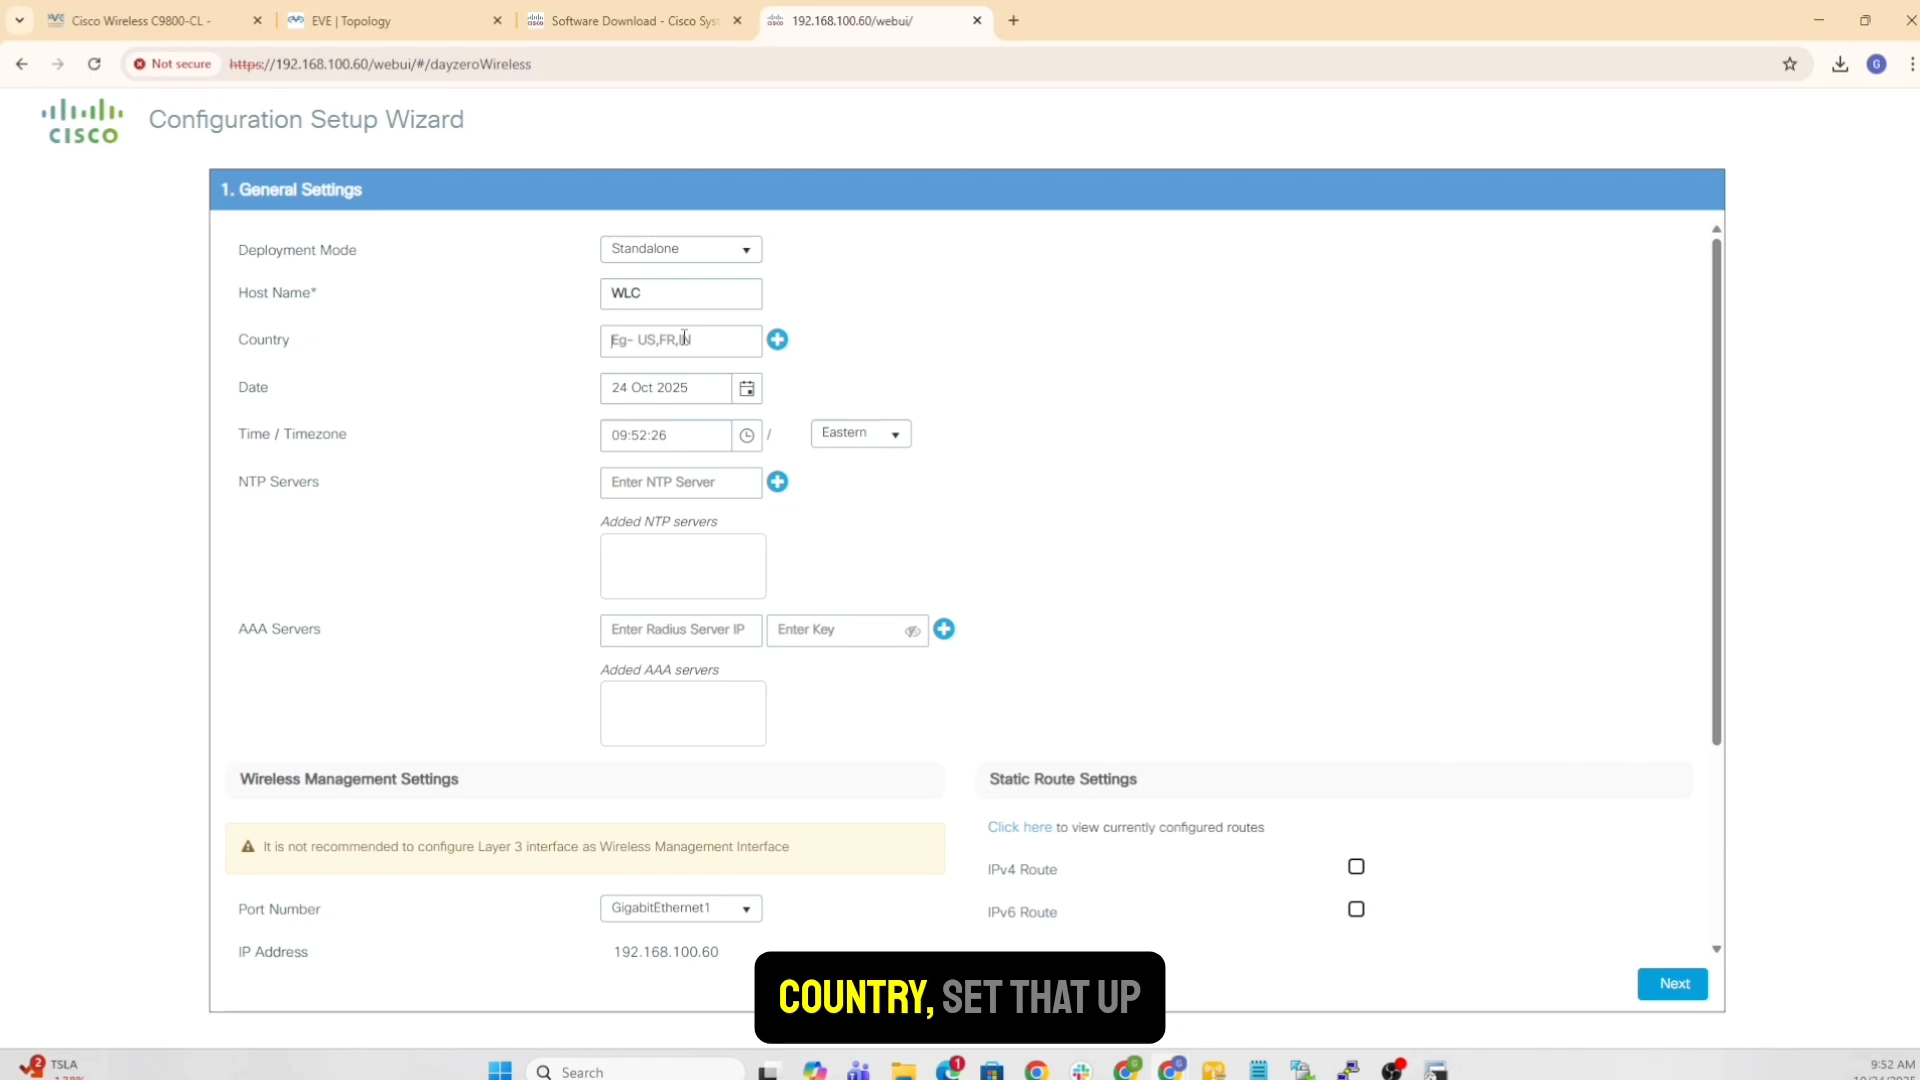 Cisco Wireless C9800-CL -
EVE | Topology
Software Download - Cisco Syst
192.168.100.60/webui/
Not secure
https://192.168.100.60/webui/#/dayzeroWireless
G
CISCO
Configuration Setup Wizard
1. General Settings
Deployment Mode
Standalone
Host Name*
WLC
Country
Eg- US,FR,IN
Date
24 Oct 2025
Time / Timezone
09:52:26
/
Eastern
NTP Servers
Enter NTP Server
Added NTP servers
AAA Servers
Enter Radius Server IP
Enter Key
Added AAA servers
Wireless Management Settings
Static Route Settings
It is not recommended to configure Layer 3 interface as Wireless Management Interface
Click here to view currently configured routes
IPv4 Route
IPv6 Route
Port Number
GigabitEthernet1
IP Address
192.168.100.60
Next
COUNTRY, SET THAT UP
2
TSLA
Search
1
9:52 AM